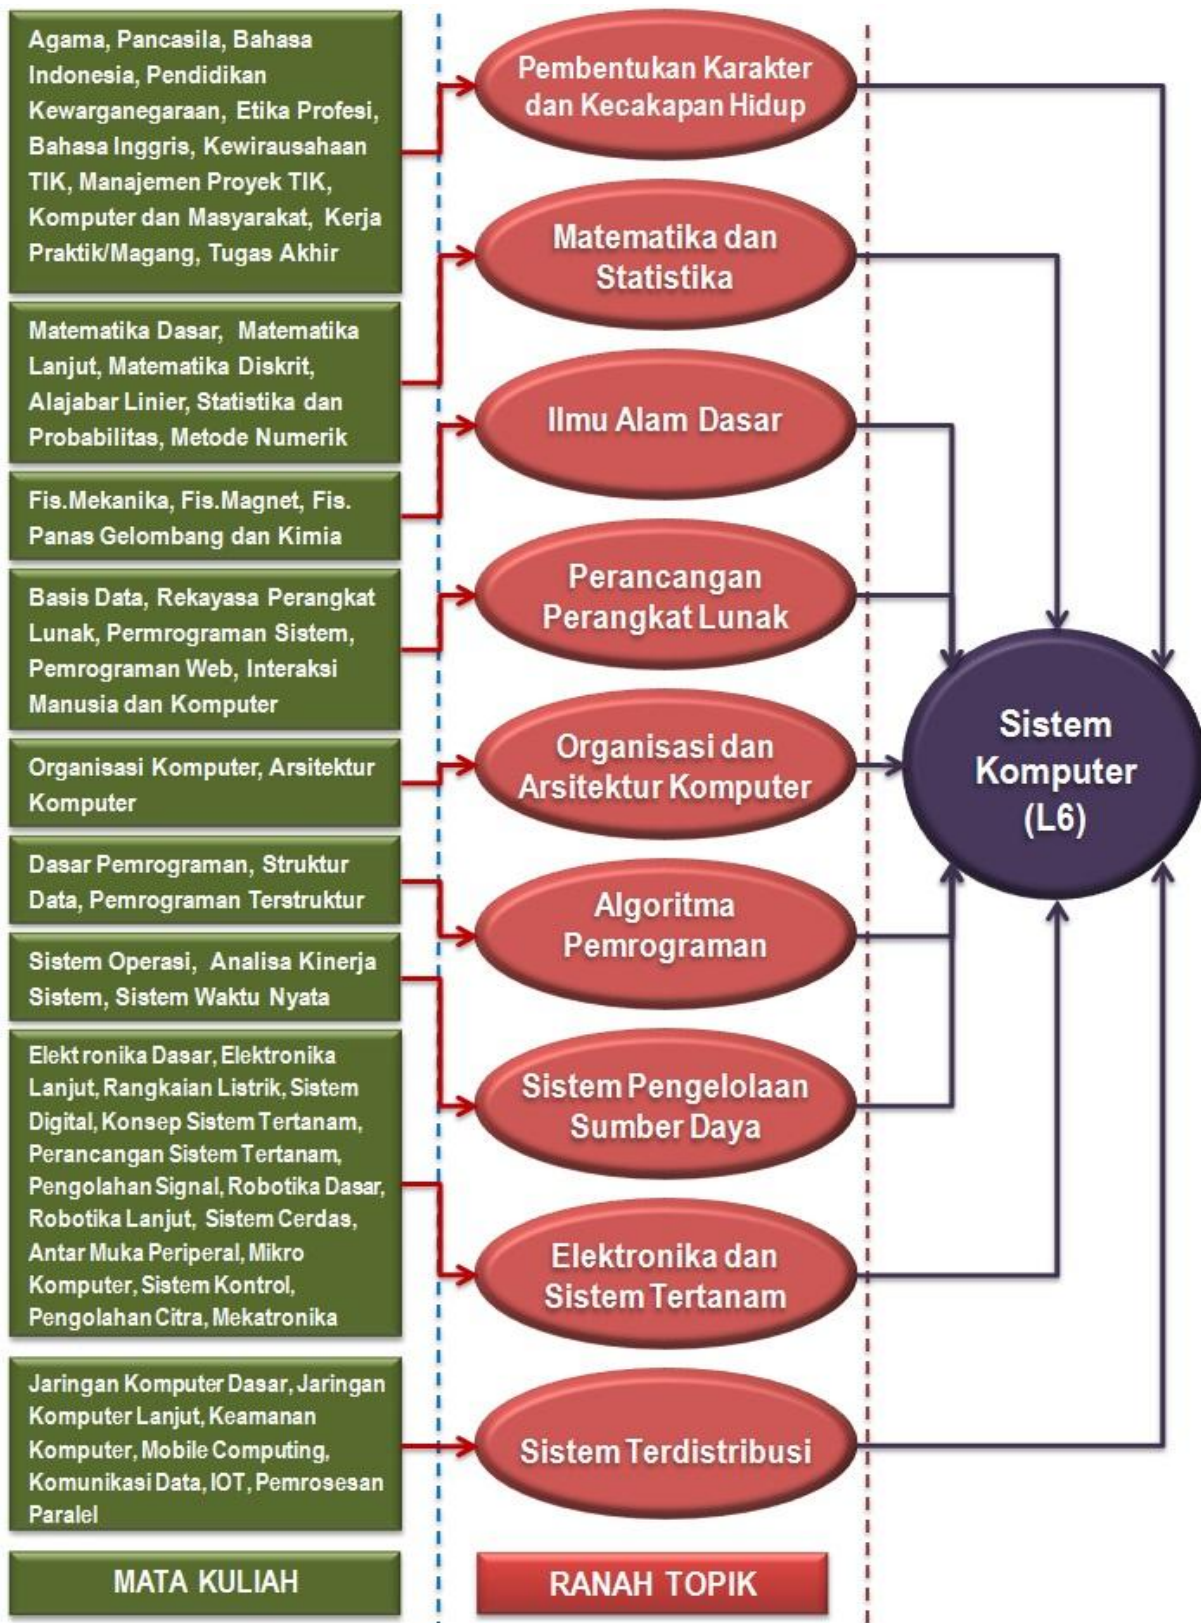 Agama, Pancasila, Bahasa
Indonesia, Pendidikan
Kewarganegaraan, Etika Profesi,
Bahasa Inggris, Kewirausahaan
TIK, Manajemen Proyek TIK,
Komputer dan Masyarakat, Kerja
Praktik/Magang, Tugas Akhir
Pembentukan Karakter
dan Kecakapan Hidup
Matematika Dasar, Matematika
Lanjut, Matematika Diskrit,
Alajabar Linier, Statistika dan
Probabilitas, Metode Numerik
Matematika dan
Statistika
Fis.Mekanika, Fis.Magnet, Fis.
Panas Gelombang dan Kimia
Ilmu Alam Dasar
Basis Data, Rekayasa Perangkat
Lunak, Permrograman Sistem,
Pemrograman Web, Interaksi
Manusia dan Komputer
Perancangan
Perangkat Lunak
Organisasi Komputer, Arsitektur
Komputer
Organisasi dan
Arsitektur Komputer
Dasar Pemrograman, Struktur
Data, Pemrograman Terstruktur
Algoritma
Pemrograman
Sistem Operasi, Analisa Kinerja
Sistem, Sistem Waktu Nyata
Sistem Pengelolaan
Sumber Daya
Elekt ronika Dasar, Elektronika
Lanjut, Rangkaian Listrik, Sistem
Digital, Konsep Sistem Tertanam,
Perancangan Sistem Tertanam,
Pengolahan Signal, Robotika Dasar,
Robotika Lanjut, Sistem Cerdas,
Antar Muka Periperal, Mikro
Komputer, Sistem Kontrol,
Pengolahan Citra, Mekatronika
Elektronika dan
Sistem Tertanam
Jaringan Komputer Dasar, Jaringan
Komputer Lanjut, Keamanan
Komputer, Mobile Computing,
Komunikasi Data, IOT, Pemrosesan
Paralel
Sistem Terdistribusi
Sistem
Komputer
(L6)
MATA KULIAH
RANAH TOPIK